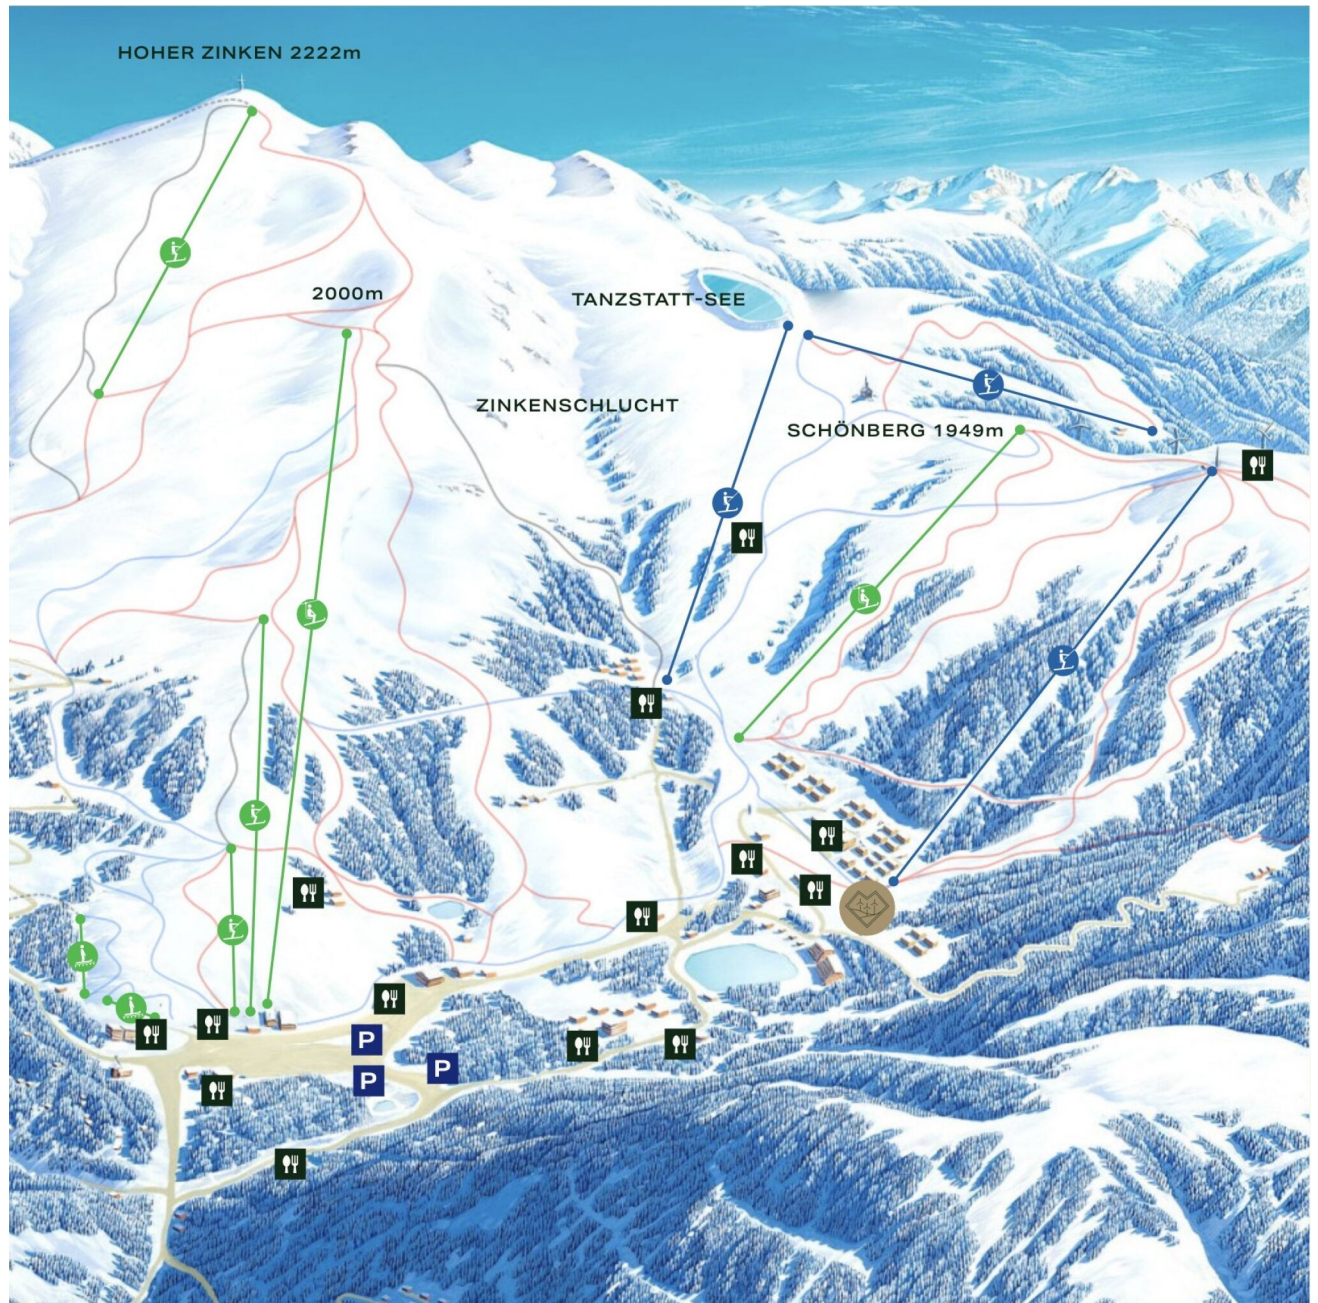 HOHER ZINKEN 2222m
2000m
TANZSTATT-SEE
ZINKENSCHLUCHT
SCHÖNBERG 1949m
P
P
P